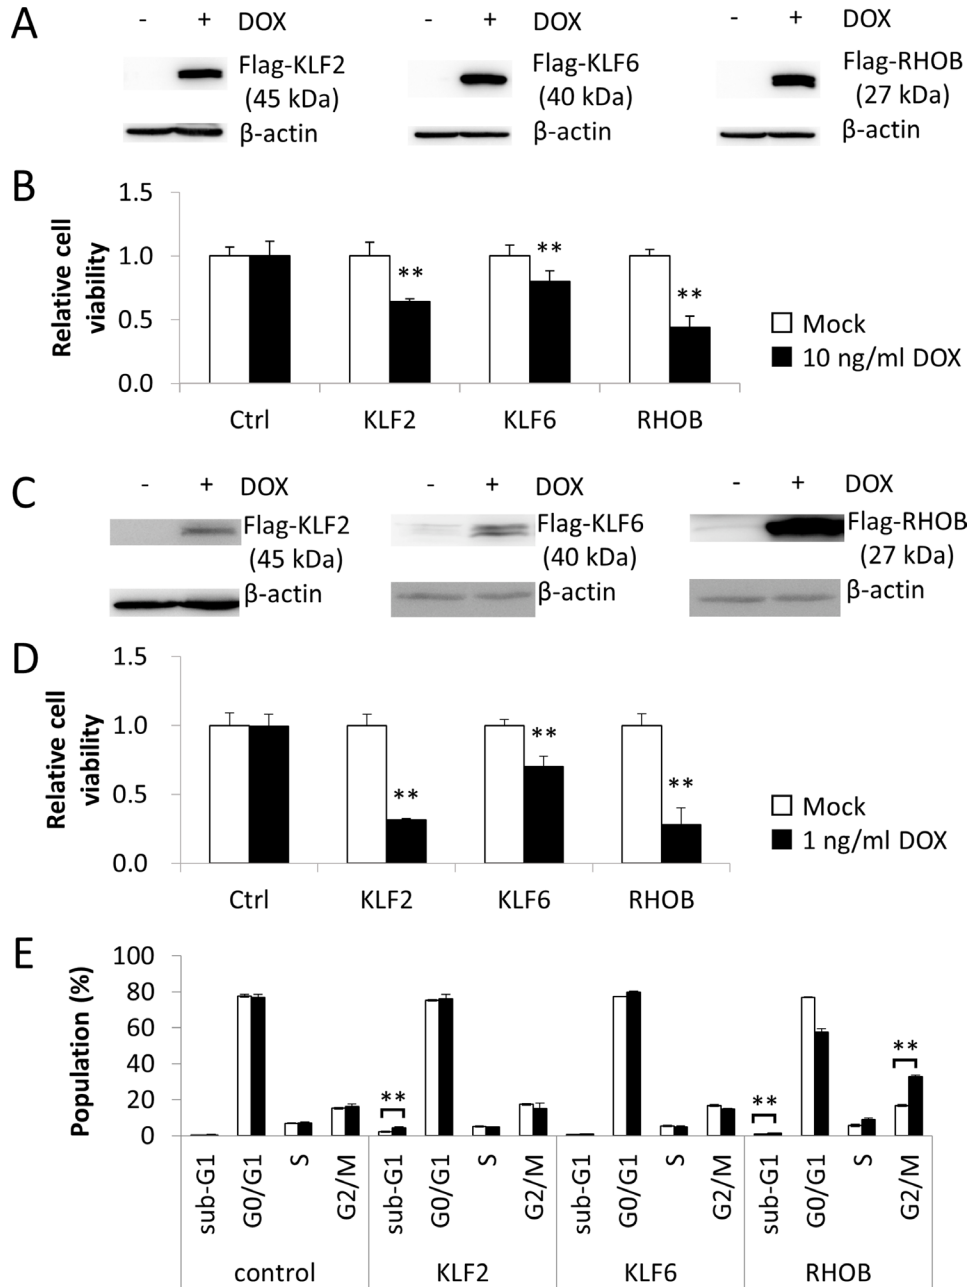 A
- + DOX
Flag-KLF2
(45 kDa)
β-actin
- + DOX
Flag-KLF6
(40 kDa)
β-actin
- + DOX
Flag-RHOB
(27 kDa)
β-actin
B
Relative cell
viability
1.5
1.0
0.5
0.0
**
**
**
Ctrl KLF2 KLF6 RHOB
Mock
10 ng/ml DOX
C
- + DOX
Flag-KLF2
(45 kDa)
β-actin
- + DOX
Flag-KLF6
(40 kDa)
β-actin
- + DOX
Flag-RHOB
(27 kDa)
β-actin
D
Relative cell
viability
1.5
1.0
0.5
0.0
**
**
**
Ctrl KLF2 KLF6 RHOB
Mock
1 ng/ml DOX
E
Population (%)
100
80
60
40
20
0
**
**
**
sub-G1 G0/G1 S G2/M sub-G1 G0/G1 S G2/M sub-G1 G0/G1 S G2/M sub-G1 G0/G1 S G2/M
control KLF2 KLF6 RHOB